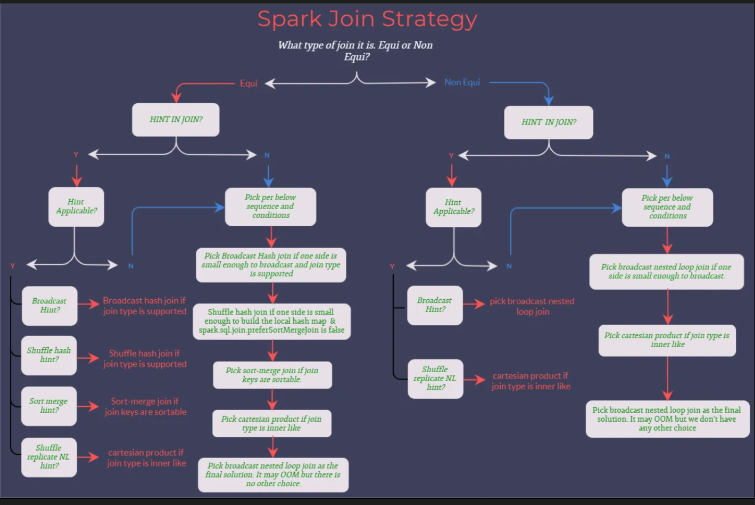 Spark Join Strategy
What type of join it is. Equi or Non
Equi?
Equi
Non Equi
HINT IN JOIN?
HINT IN JOIN?
Y
N
Y
N
Hint
Applicable?
Pick per below
sequence and
conditions
Hint
Applicable?
Pick per below
sequence and
conditions
Y
N
Y
N
Pick Broadcast Hash join if one side is
small enough to broadcast and join type
is supported
Pick broadcast nested loop join if one
side is small enough to broadcast.
Broadcast
Hint?
Broadcast hash join if
join type is supported
Shuffle hash join if one side is small
enough to build the local hash map &
spark.sql.join.preferSortMergeJoin is false
Broadcast
Hint?
pick broadcast nested
loop join
Pick cartesian product if join type is
inner like
Shuffle hash
hint?
Shuffle hash join if
join type is supported
Pick sort-merge join if join
keys are sortable.
Shuffle
replicate NL
hint?
cartesian product if
join type is inner like
Sort merge
hint?
Sort-merge join if
join keys are sortable
Pick cartesian product if join
type is inner like
Pick broadcast nested loop join as the final
solution. It may OOM but we don't have
any other choice
Shuffle
replicate NL
hint?
cartesian product if
join type is inner like
Pick broadcast nested loop join as the
final solution. It may OOM but there is
no other choice.